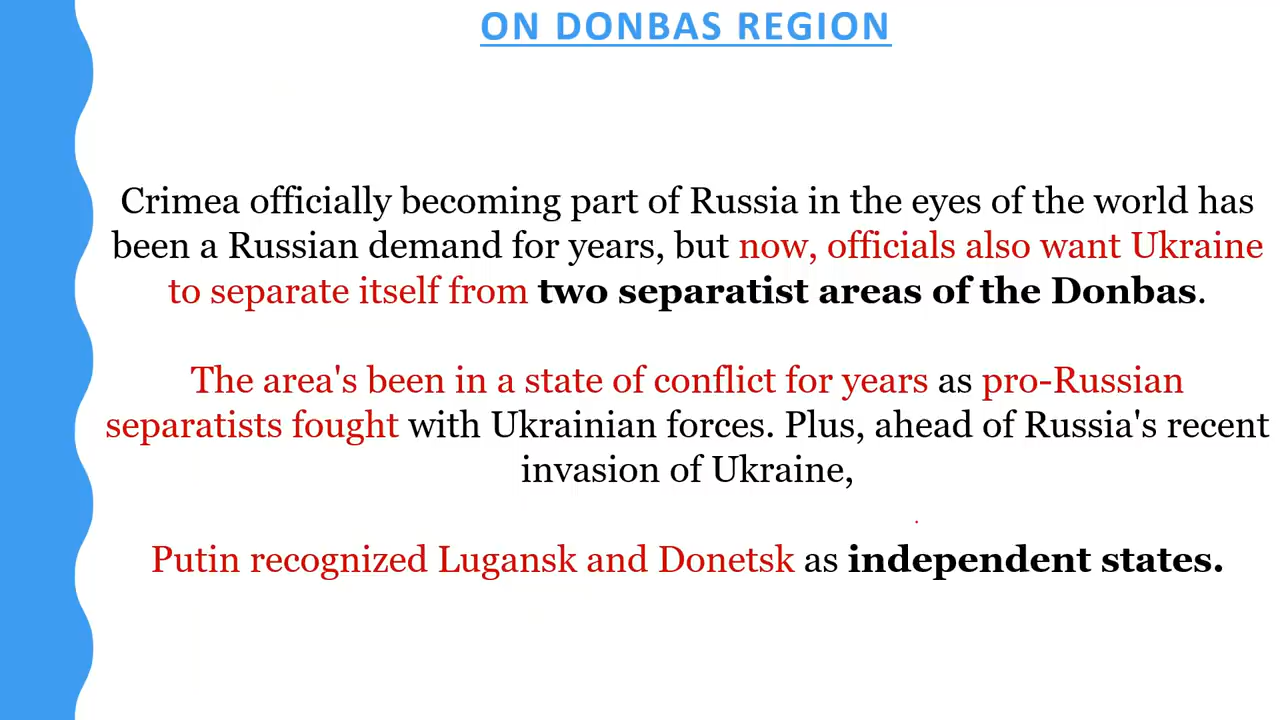 ON DONBAS REGION
Crimea officially becoming part of Russia in the eyes of the world has
been a Russian demand for years, but now, officials also want Ukraine
to separate itself from two separatist areas of the Donbas.
The area's been in a state of conflict for years as pro-Russian
separatists fought with Ukrainian forces. Plus, ahead of Russia's recent
invasion of Ukraine,
Putin recognized Lugansk and Donetsk as independent states.